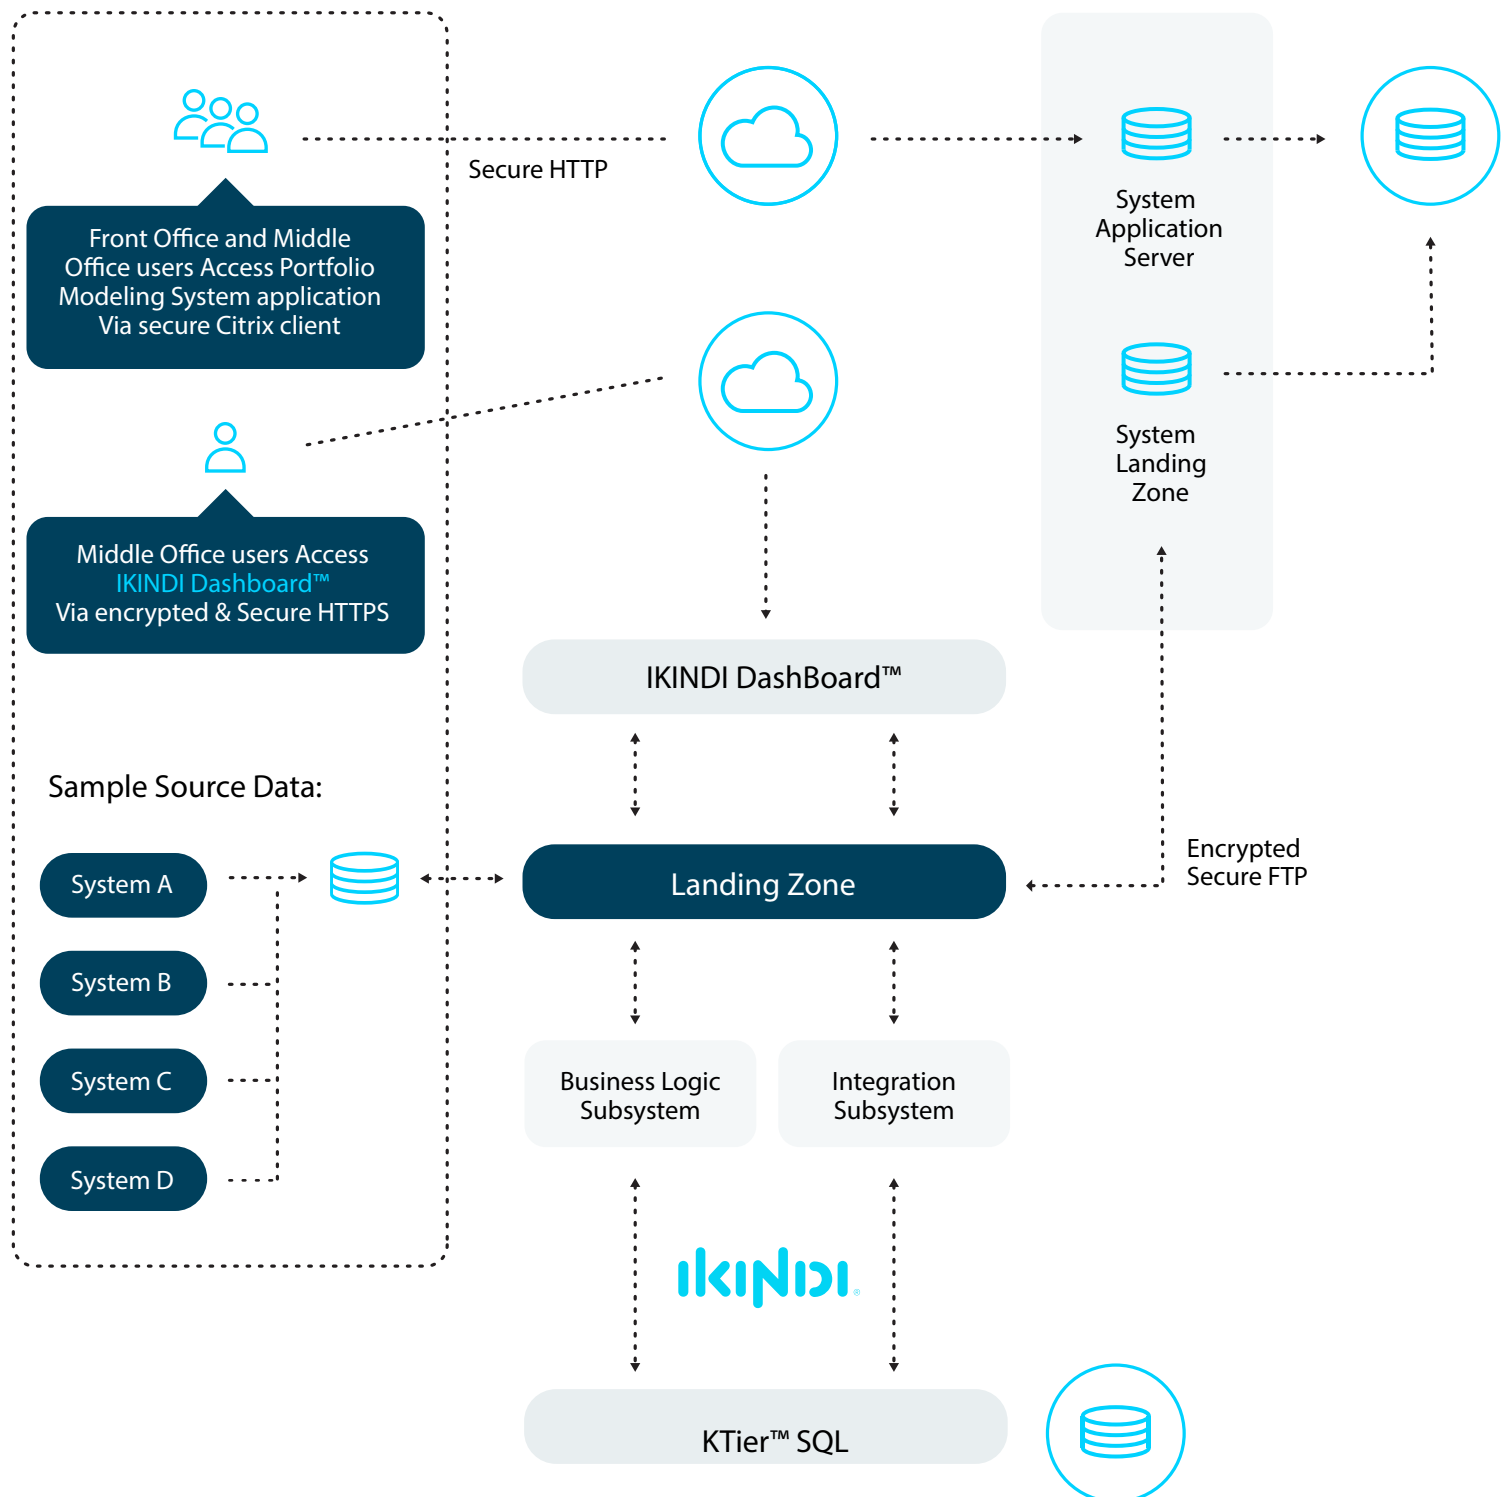 Secure HTTP
Front Office and Middle
Office users Access Portfolio
Modeling System application
Via secure Citrix client
System
Application
Server
System
Landing
Zone
Middle Office users Access
IKINDI Dashboard™
Via encrypted & Secure HTTPS
IKINDI DashBoard™
Sample Source Data:
System A
System B
System C
System D
Landing Zone
Encrypted
Secure FTP
Business Logic
Subsystem
Integration
Subsystem
IKINDI®
KTier™ SQL